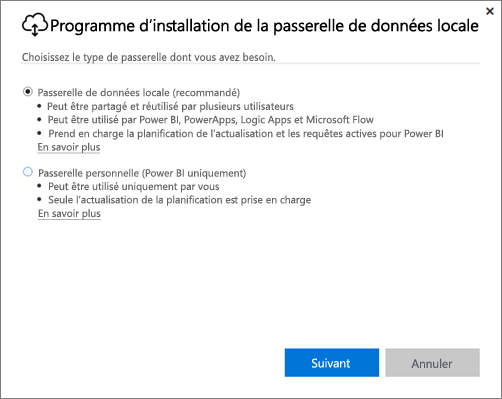 Programme d'installation de la passerelle de données locale
Choisissez le type de passerelle dont vous avez besoin.
Passerelle de données locale (recommandé)
• Peut être partagé et réutilisé par plusieurs utilisateurs
• Peut être utilisé par Power BI, PowerApps, Logic Apps et Microsoft Flow
• Prend en charge la planification de l'actualisation et les requêtes actives pour Power BI
En savoir plus
Passerelle personnelle (Power BI uniquement)
• Peut être utilisé uniquement par vous
• Seule l'actualisation de la planification est prise en charge
En savoir plus
Suivant
Annuler